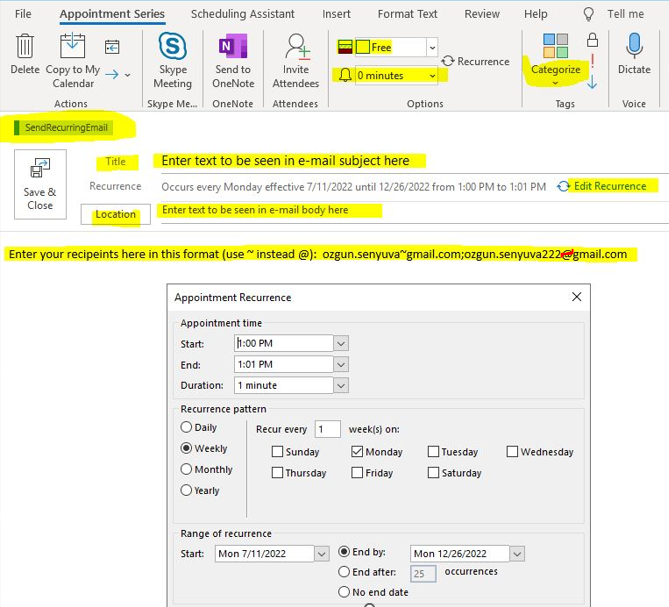 File Appointment Series Scheduling Assistant Insert Format Text Review Help Tell me
Delete
Copy to My
Calendar
Actions
Skype
Meeting
Skype Me...
Send to
OneNote
OneNote
Invite
Attendees
Attendees
Free
0 minutes
Recurrence
Options
Categorize
Tags
Dictate
Voice
SendRecurringEmail
Save &
Close
Title Enter text to be seen in e-mail subject here
Recurrence Occurs every Monday effective 7/11/2022 until 12/26/2022 from 1:00 PM to 1:01 PM Edit Recurrence
Location Enter text to be seen in e-mail body here
Enter your recipeints here in this format (use ~ instead @): ozgun.senyuva~gmail.com;ozgun.senyuva222@gmail.com
Appointment Recurrence
Appointment time
Start: 1:00 PM
End: 1:01 PM
Duration: 1 minute
Recurrence pattern
Daily Recur every 1 week(s) on:
Weekly Sunday Monday Tuesday Wednesday
Monthly Thursday Friday Saturday
Yearly
Range of recurrence
Start: Mon 7/11/2022 End by: Mon 12/26/2022
End after: 25 occurrences
No end date